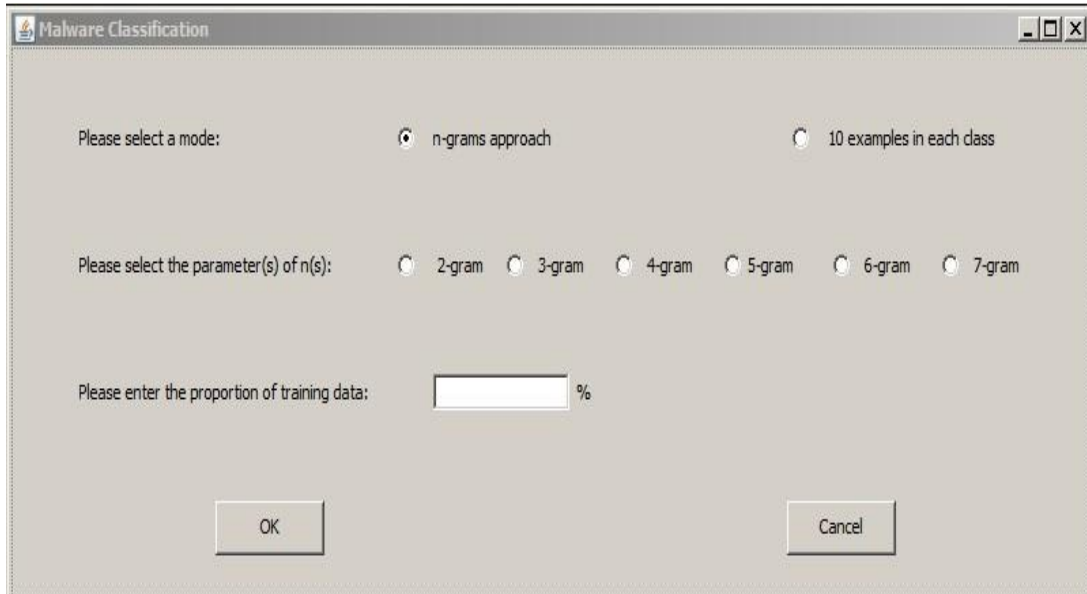 Malware Classification
Please select a mode: n-grams approach 10 examples in each class
Please select the parameter(s) of n(s): 2-gram 3-gram 4-gram 5-gram 6-gram 7-gram
Please enter the proportion of training data: %
OK Cancel